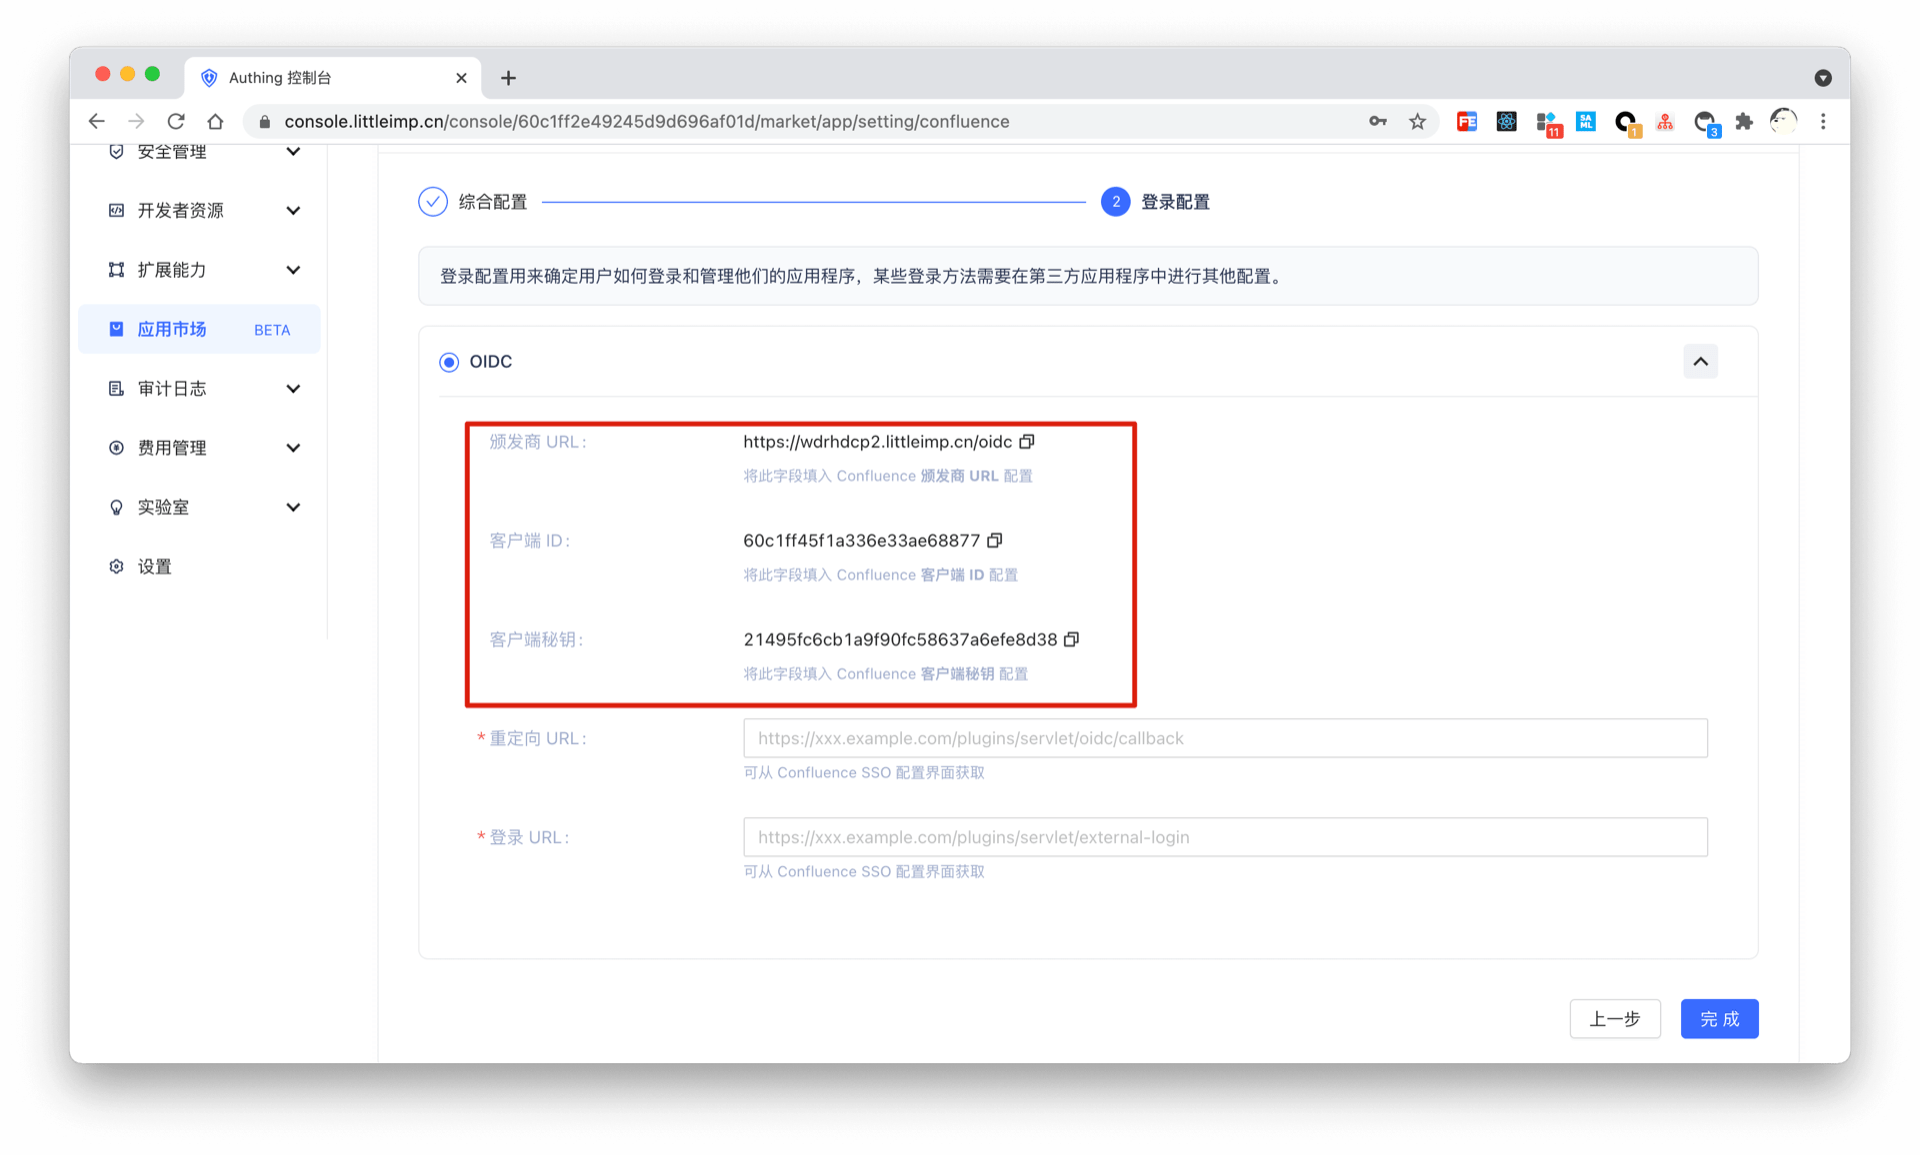 Authing 控制台
console.littleimp.cn/console/60c1ff2e49245d9d696af01d/market/app/setting/confluence
FE
11
SA
ML
1
3
安全管理
开发者资源
扩展能力
应用市场 BETA
审计日志
费用管理
实验室
设置
综合配置
2 登录配置
登录配置用来确定用户如何登录和管理他们的应用程序，某些登录方法需要在第三方应用程序中进行其他配置。
OIDC
颁发商 URL: https://wdrhdcp2.littleimp.cn/oidc
将此字段填入 Confluence 颁发商 URL 配置
客户端 ID: 60c1ff45f1a336e33ae68877
将此字段填入 Confluence 客户端 ID 配置
客户端秘钥: 21495fc6cb1a9f90fc58637a6efe8d38
将此字段填入 Confluence 客户端秘钥 配置
* 重定向 URL: https://xxx.example.com/plugins/servlet/oidc/callback
可从 Confluence SSO 配置界面获取
* 登录 URL: https://xxx.example.com/plugins/servlet/external-login
可从 Confluence SSO 配置界面获取
上一步 完成